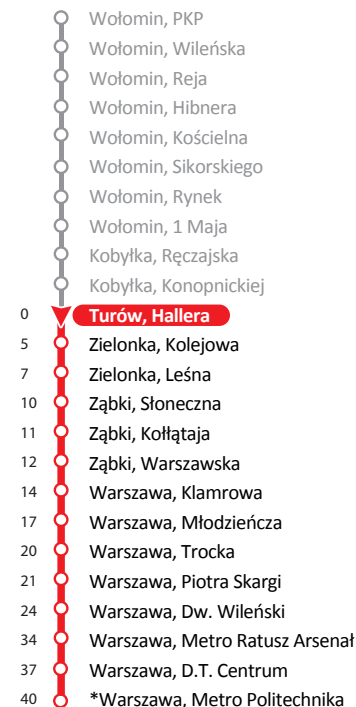 Wołomin, PKP
Wołomin, Wileńska
Wołomin, Reja
Wołomin, Hibnera
Wołomin, Kościelna
Wołomin, Sikorskiego
Wołomin, Rynek
Wołomin, 1 Maja
Kobyłka, Ręczajska
Kobyłka, Konopnickiej
0 Turów, Hallera
5 Zielonka, Kolejowa
7 Zielonka, Leśna
10 Ząbki, Słoneczna
11 Ząbki, Kołłątaja
12 Ząbki, Warszawska
14 Warszawa, Klamrowa
17 Warszawa, Młodzieńcza
20 Warszawa, Trocka
21 Warszawa, Piotra Skargi
24 Warszawa, Dw. Wileński
34 Warszawa, Metro Ratusz Arsenał
37 Warszawa, D.T. Centrum
40 *Warszawa, Metro Politechnika